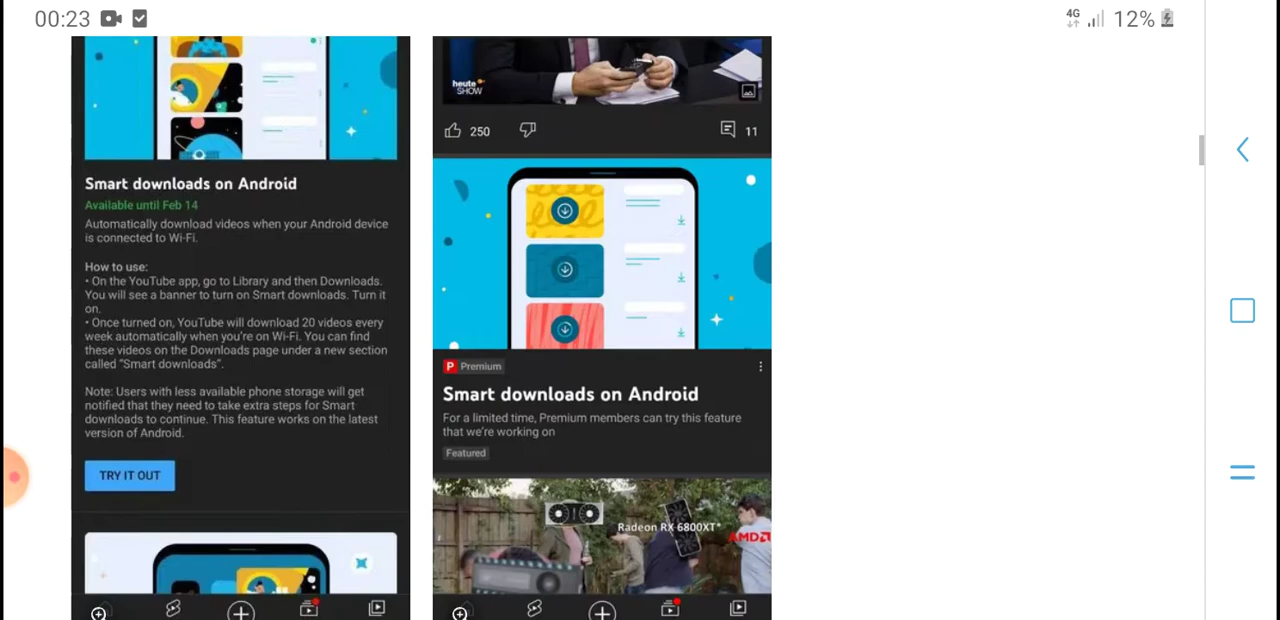 00:23
4G 12%
Smart downloads on Android
Available until Feb 14
Automatically download videos when your Android device
is connected to Wi-Fi.
How to use:
• On the YouTube app, go to Library and then Downloads.
You will see a banner to turn on Smart downloads. Turn it
on.
• Once turned on, YouTube will download 20 videos every
week automatically when you're on Wi-Fi. You can find
these videos on the Downloads page under a new section
called “Smart downloads”.
Note: Users with less available phone storage will get
notified that they need to take extra steps for Smart
downloads to continue. This feature works on the latest
version of Android.
TRY IT OUT
heute
SHOW
250
11
P Premium
Smart downloads on Android
For a limited time, Premium members can try this feature
that we're working on
Featured
Radeon RX 6800XT*
AMD